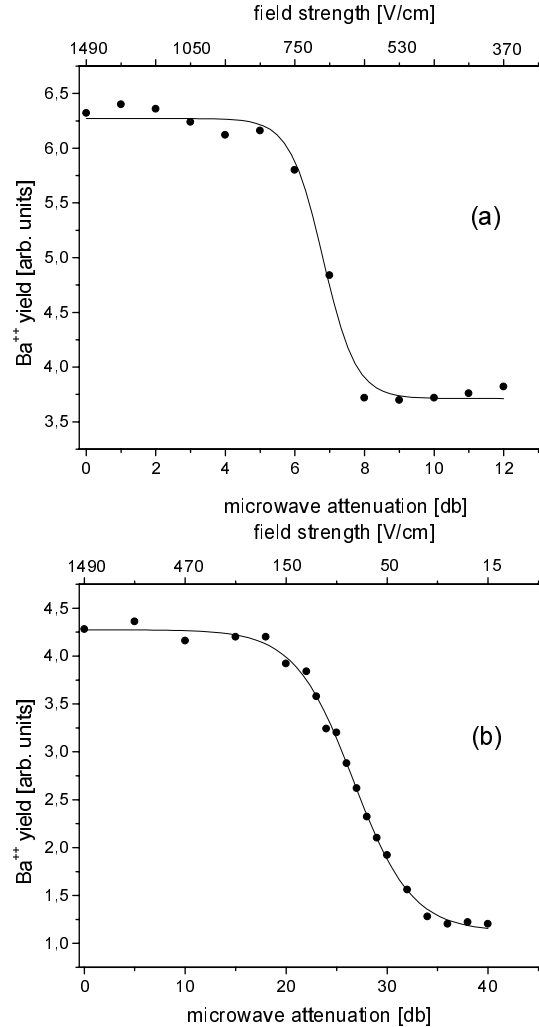 field strength [V/cm]
1490 1050 750 530 370
6,5
6,0
5,5
5,0
4,5
4,0
3,5
Ba++ yield [arb. units]
(a)
0 2 4 6 8 10 12
microwave attenuation [db]
field strength [V/cm]
1490 470 150 50 15
4,5
4,0
3,5
3,0
2,5
2,0
1,5
1,0
Ba++ yield [arb. units]
(b)
0 10 20 30 40
microwave attenuation [db]